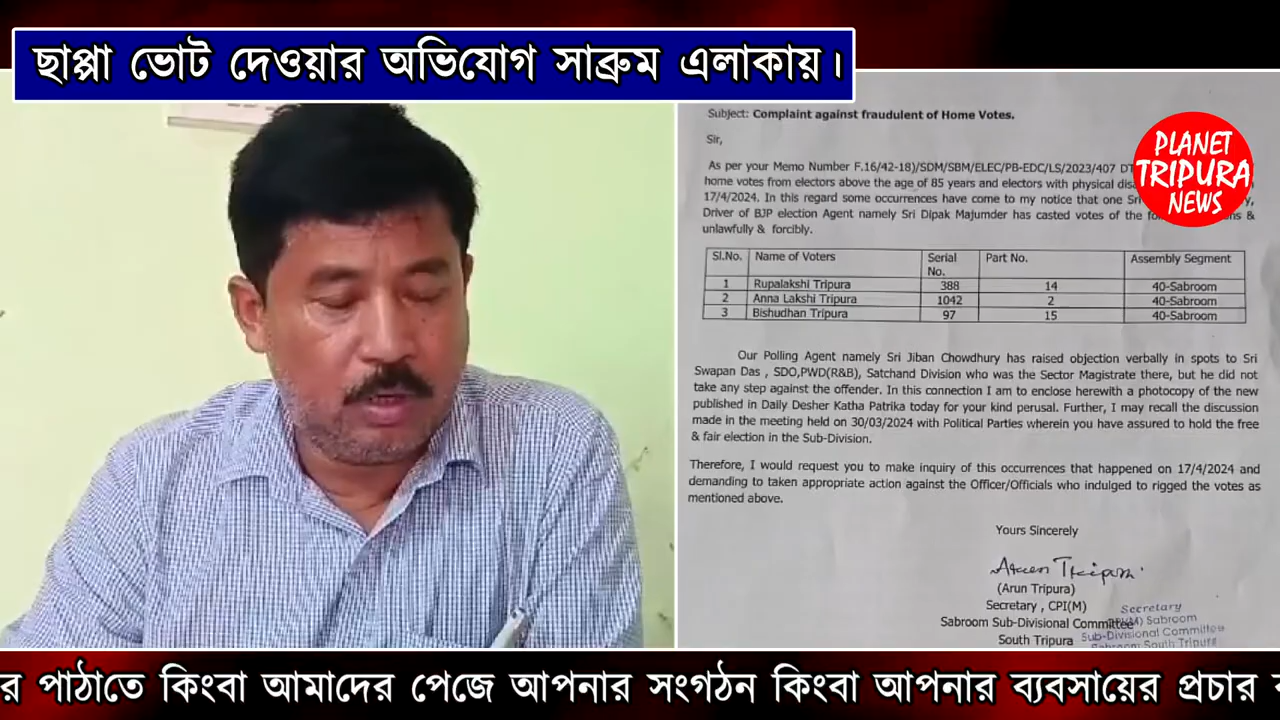 ছাপ্পা ভোট দেওয়ার অভিযোগ সাব্রুম এলাকায়।
PLANET
TRIPURA
NEWS
Subject: Complaint against fraudulent of Home Votes.
Sir,
As per your Memo Number F.16/42-18)/SDM/SBM/ELEC/PB-EDC/LS/2023/407
home votes from electors above the age of 85 years and electors with physical
17/4/2024. In this regard some occurrences have come to my notice that one Sri
Driver of BJP election Agent namely Sri Dipak Majumder has casted votes of the &
unlawfully & forcibly.
Sl.No. Name of Voters Serial No. Part No. Assembly Segment
1 Rupalakshi Tripura 388 14 40-Sabroom
2 Anna Lakshi Tripura 1042 2 40-Sabroom
3 Bishudhan Tripura 97 15 40-Sabroom
Our Polling Agent namely Sri Jiban Chowdhury has raised objection verbally in spots to Sri
Swapan Das , SDO,PWD(R&B), Satchand Division who was the Sector Magistrate there, but he did not
take any step against the offender. In this connection I am to enclose herewith a photocopy of the new
published in Daily Desher Katha Patrika today for your kind perusal. Further, I may recall the discussion
made in the meeting held on 30/03/2024 with Political Parties wherein you have assured to hold the free
& fair election in the Sub-Division.
Therefore, I would request you to make inquiry of this occurrences that happened on 17/4/2024 and
demanding to taken appropriate action against the Officer/Officials who indulged to rigged the votes as
mentioned above.
Yours Sincerely
Arun Tripura
(Arun Tripura)
Secretary , CPI(M)
Sabroom Sub-Divisional Committee
South Tripura
Secretary
Sabroom
Sub-Divisional Committee
Sabroom South Tripura
র পাঠাতে কিংবা আমাদের পেজে আপনার সংগঠন কিংবা আপনার ব্যবসায়ের প্রচার